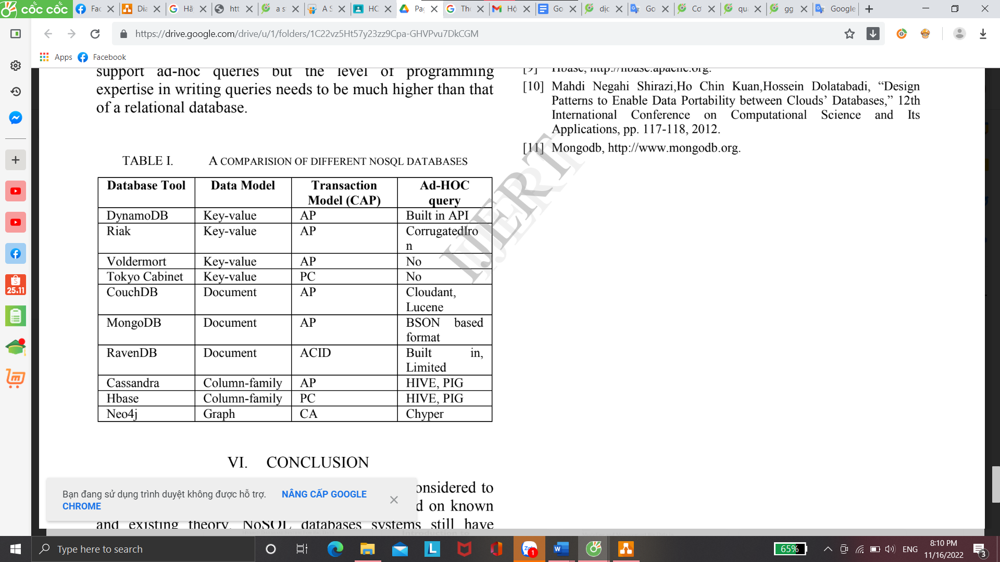 cốc cốc
Fac
Dia
Hã
htt
a s
A S
HC
Pag
The
Hộ
Go
dịc
Go
Cơ
qu
gg
Google
https://drive.google.com/drive/u/1/folders/1C22vz5Ht57y23zz9Cpa-GHVPvu7DkCGM
Apps
Facebook
support ad-hoc queries but the level of programming
expertise in writing queries needs to be much higher than that
of a relational database.
TABLE I. A COMPARISION OF DIFFERENT NOSQL DATABASES
Database Tool Data Model Transaction Model (CAP) Ad-HOC query
DynamoDB Key-value AP Built in API
Riak Key-value AP CorrugatedIro
n
Voldermort Key-value AP No
Tokyo Cabinet Key-value PC No
CouchDB Document AP Cloudant,
Lucene
MongoDB Document AP BSON based
format
RavenDB Document ACID Built in,
Limited
Cassandra Column-family AP HIVE, PIG
Hbase Column-family PC HIVE, PIG
Neo4j Graph CA Chyper
VI. CONCLUSION
onsidered to
d on known
and existing theory. NoSQL databases systems still have
[9] Hbase, http://hbase.apache.org.
[10] Mahdi Negahi Shirazi,Ho Chin Kuan,Hossein Dolatabadi, “Design
Patterns to Enable Data Portability between Clouds’ Databases,” 12th
International Conference on Computational Science and Its
Applications, pp. 117-118, 2012.
[11] Mongodb, http://www.mongodb.org.
IJERT
Bạn đang sử dụng trình duyệt không được hỗ trợ. NÂNG CẤP GOOGLE
CHROME
25.11
Type here to search
Zalo
1
65%
ENG
8:10 PM
11/16/2022
3